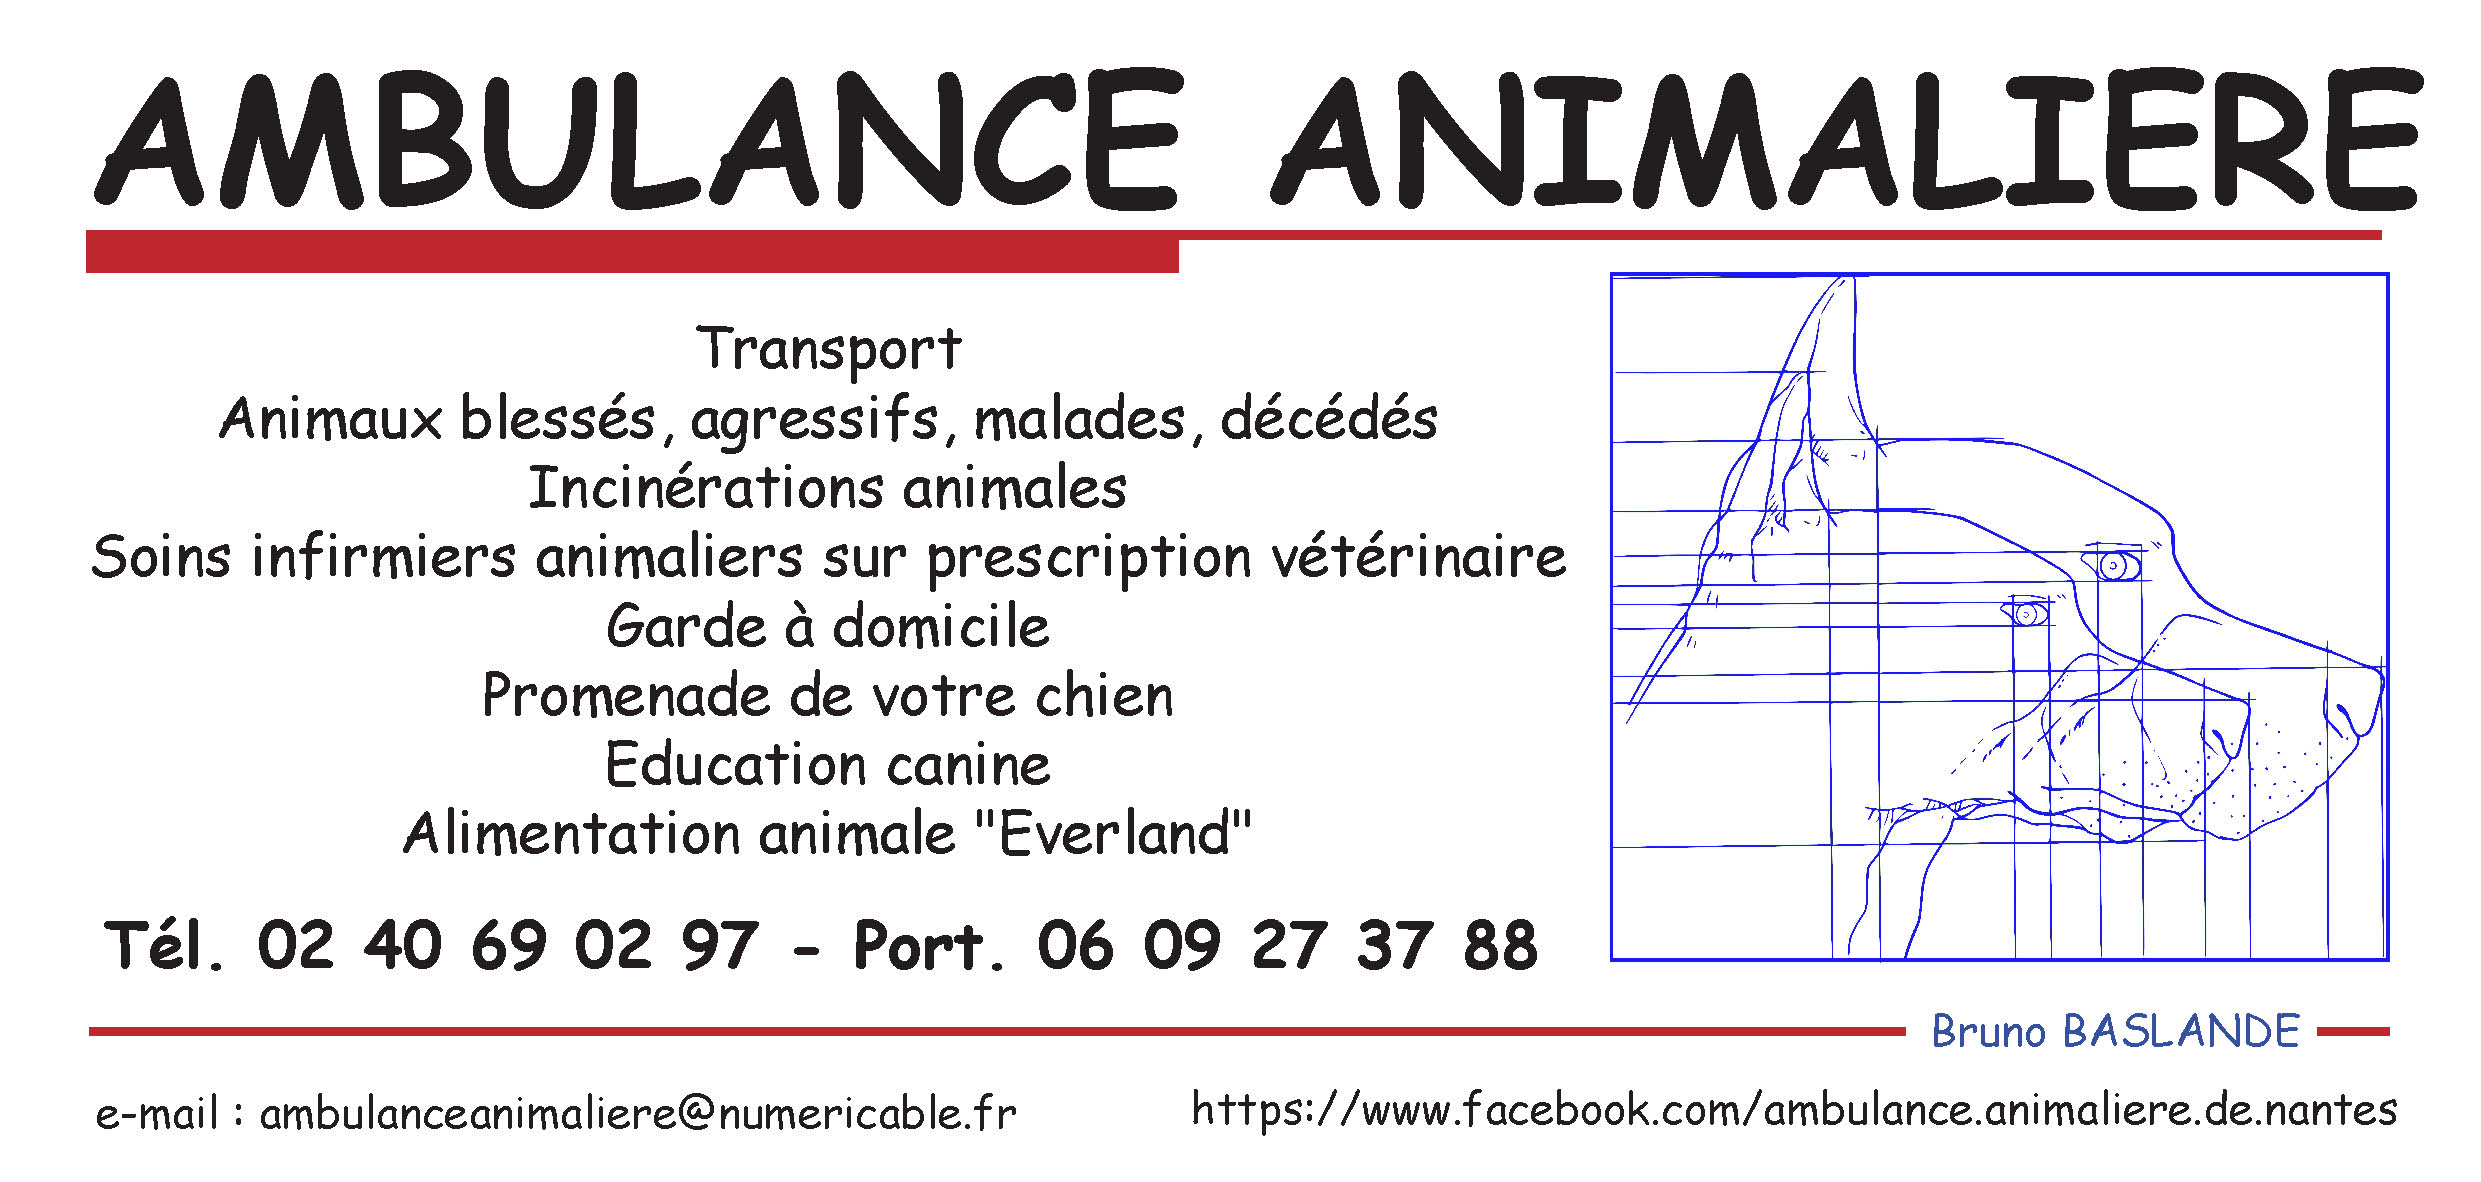 AMBULANCE ANIMALIERE
Transport
Animaux blessés, agressifs, malades, décédés
Incinérations animales
Soins infirmiers animaliers sur prescription vétérinaire
Garde à domicile
Promenade de votre chien
Education canine
Alimentation animale "Everland"
Tél. 02 40 69 02 97 - Port. 06 09 27 37 88
Bruno BASLANDE
e-mail : ambulanceanimaliere@numericable.fr
https://www.facebook.com/ambulance.animaliere.de.nantes